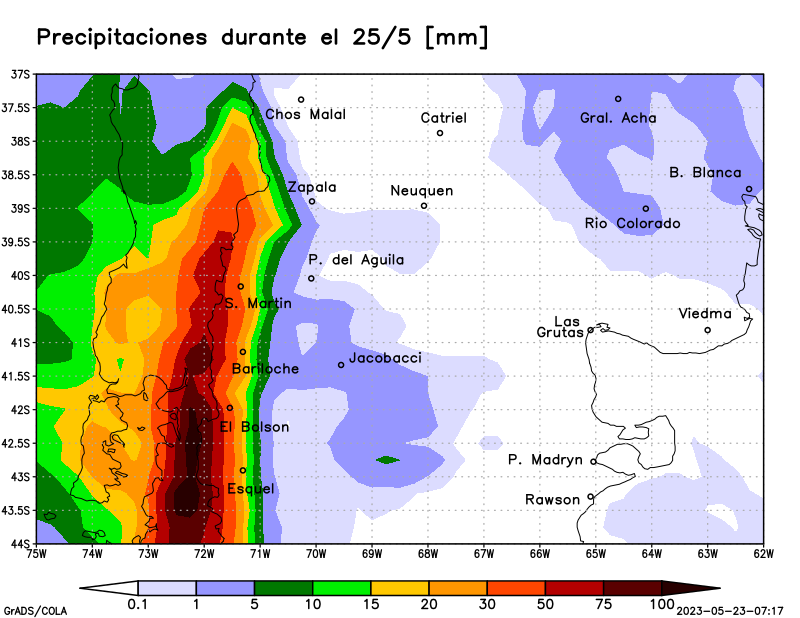 Precipitaciones durante el 25/5 [mm]
37S
37.5S
38S
38.5S
39S
39.5S
40S
40.5S
41S
41.5S
42S
42.5S
43S
43.5S
44S
Chos Malal
Catriel
Gral. Acha
B. Blanca
Zapala
Neuquen
Rio Colorado
P. del Aguila
S. Martin
Viedma
Las
Grutas
Jacobacci
Bariloche
El Bolson
P. Madryn
Esquel
Rawson
75W 74W 73W 72W 71W 70W 69W 68W 67W 66W 65W 64W 63W 62W
0.1 1 5 10 15 20 30 50 75 100
GrADS/COLA 2023-05-23-07:17